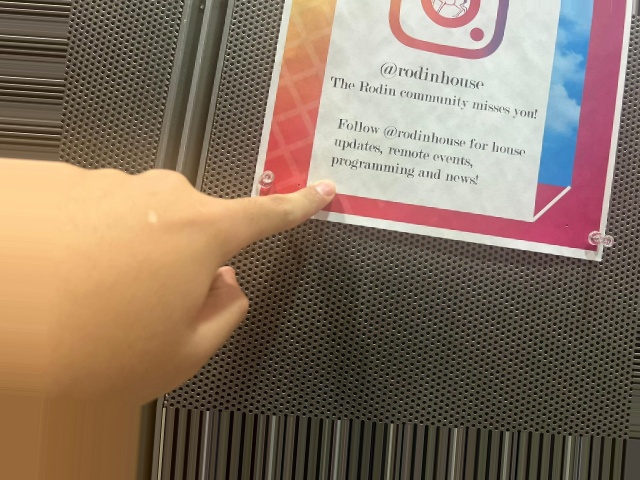 @rodinhouse
The Rodin community misses you!
Follow @rodinhouse for house
updates, remote events,
programming and news!